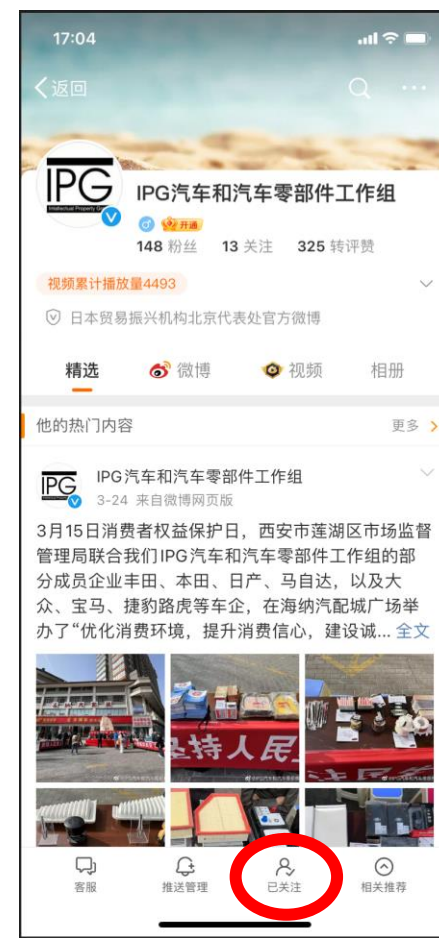 17:04
返回
IPG
Intellectual Property Group
IPG汽车和汽车零部件工作组
开通
148 粉丝 13 关注 325 转评赞
视频累计播放量4493
日本贸易振兴机构北京代表处官方微博
精选 微博 视频 相册
他的热门内容 更多
IPG
IPG汽车和汽车零部件工作组
3-24 来自微博网页版
3月15日消费者权益保护日，西安市莲湖区市场监督
管理局联合我们IPG汽车和汽车零部件工作组的部
分成员企业丰田、本田、日产、马自达，以及大
众、宝马、捷豹路虎等车企，在海纳汽配城广场举
办了“优化消费环境，提升消费信心，建设诚... 全文
坚持人民
客服 推送管理 已关注 相关推荐